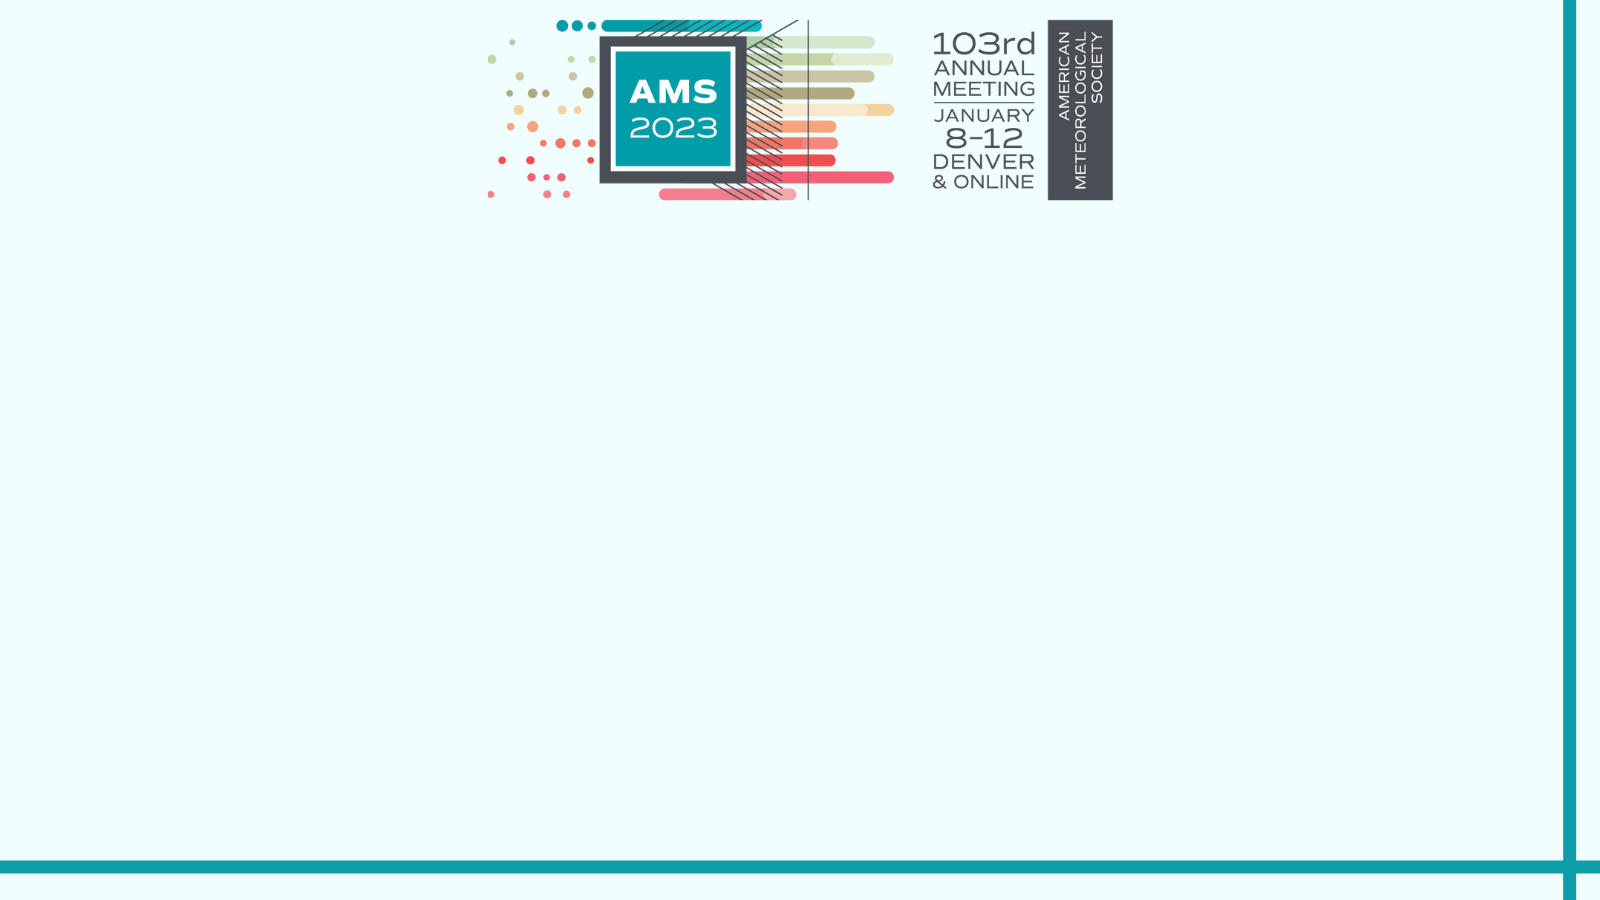 AMS
2023
103rd
ANNUAL
MEETING
JANUARY
8-12
DENVER
& ONLINE
AMERICAN
METEOROLOGICAL
SOCIETY